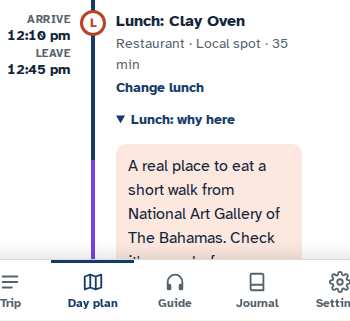 ARRIVE
12:10 pm
LEAVE
12:45 pm
L
Lunch: Clay Oven
Restaurant · Local spot · 35
min
Change lunch
▼ Lunch: why here
A real place to eat a
short walk from
National Art Gallery of
The Bahamas. Check
Trip
Day plan
Guide
Journal
Settin